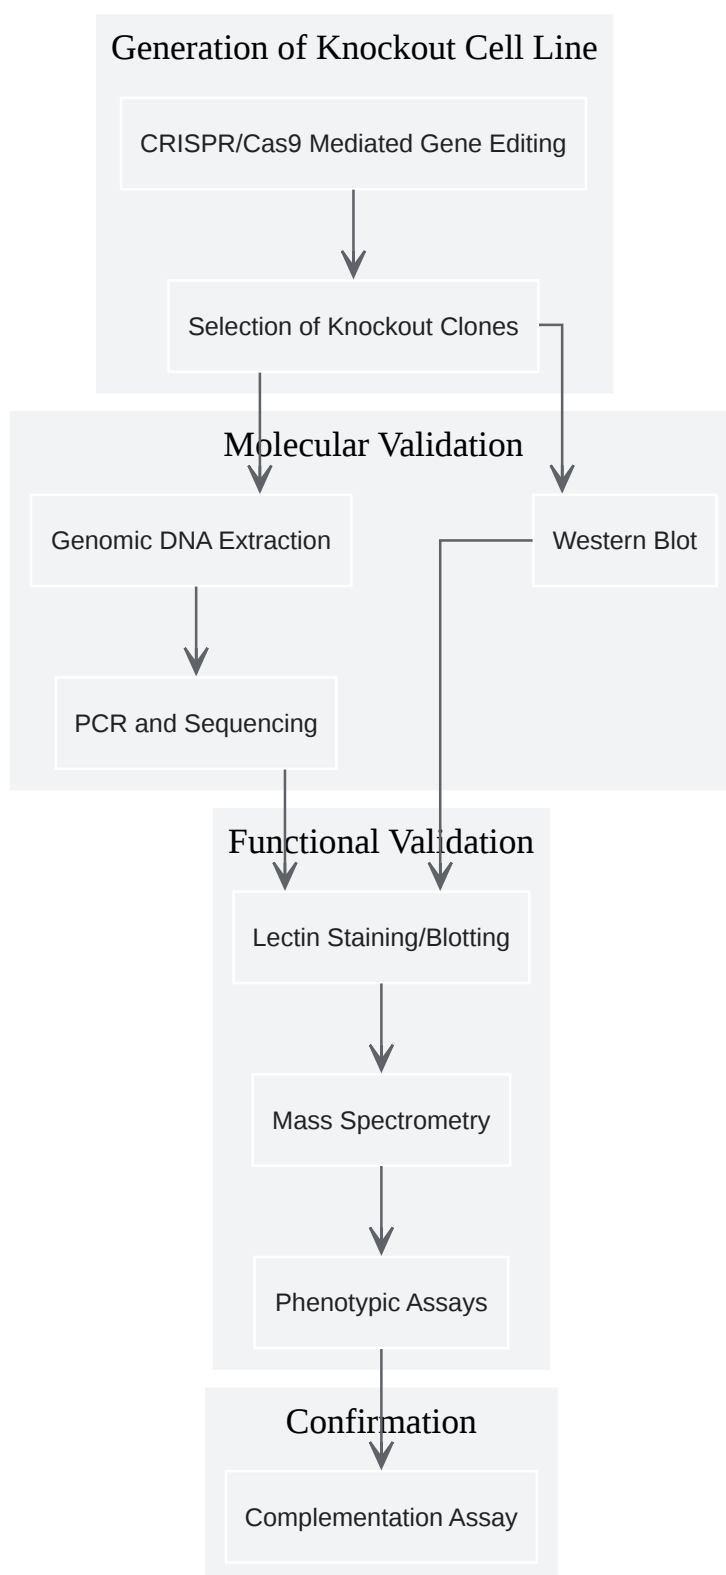 Generation of Knockout Cell Line
CRISPR/Cas9 Mediated Gene Editing
Selection of Knockout Clones
Molecular Validation
Genomic DNA Extraction
Western Blot
PCR and Sequencing
Functional Validation
Lectin Staining/Blotting
Mass Spectrometry
Phenotypic Assays
Confirmation
Complementation Assay